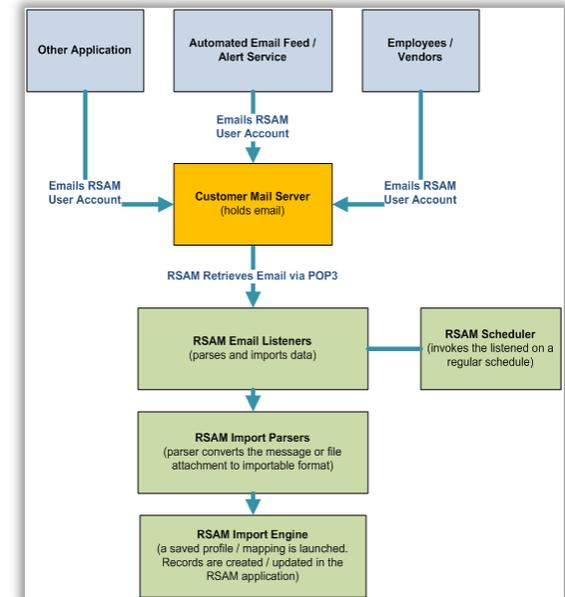 Other Application
Automated Email Feed /
Alert Service
Employees /
Vendors
Emails RSAM
User Account
Emails RSAM
User Account
Emails RSAM
User Account
Customer Mail Server
(holds email)
RSAM Retrieves Email via POP3
RSAM Email Listeners
(parses and imports data)
RSAM Scheduler
(invokes the listened on a
regular schedule)
RSAM Import Parsers
(parser converts the message or file
attachment to importable format)
RSAM Import Engine
(a saved profile / mapping is launched.
Records are created / updated in the
RSAM application)